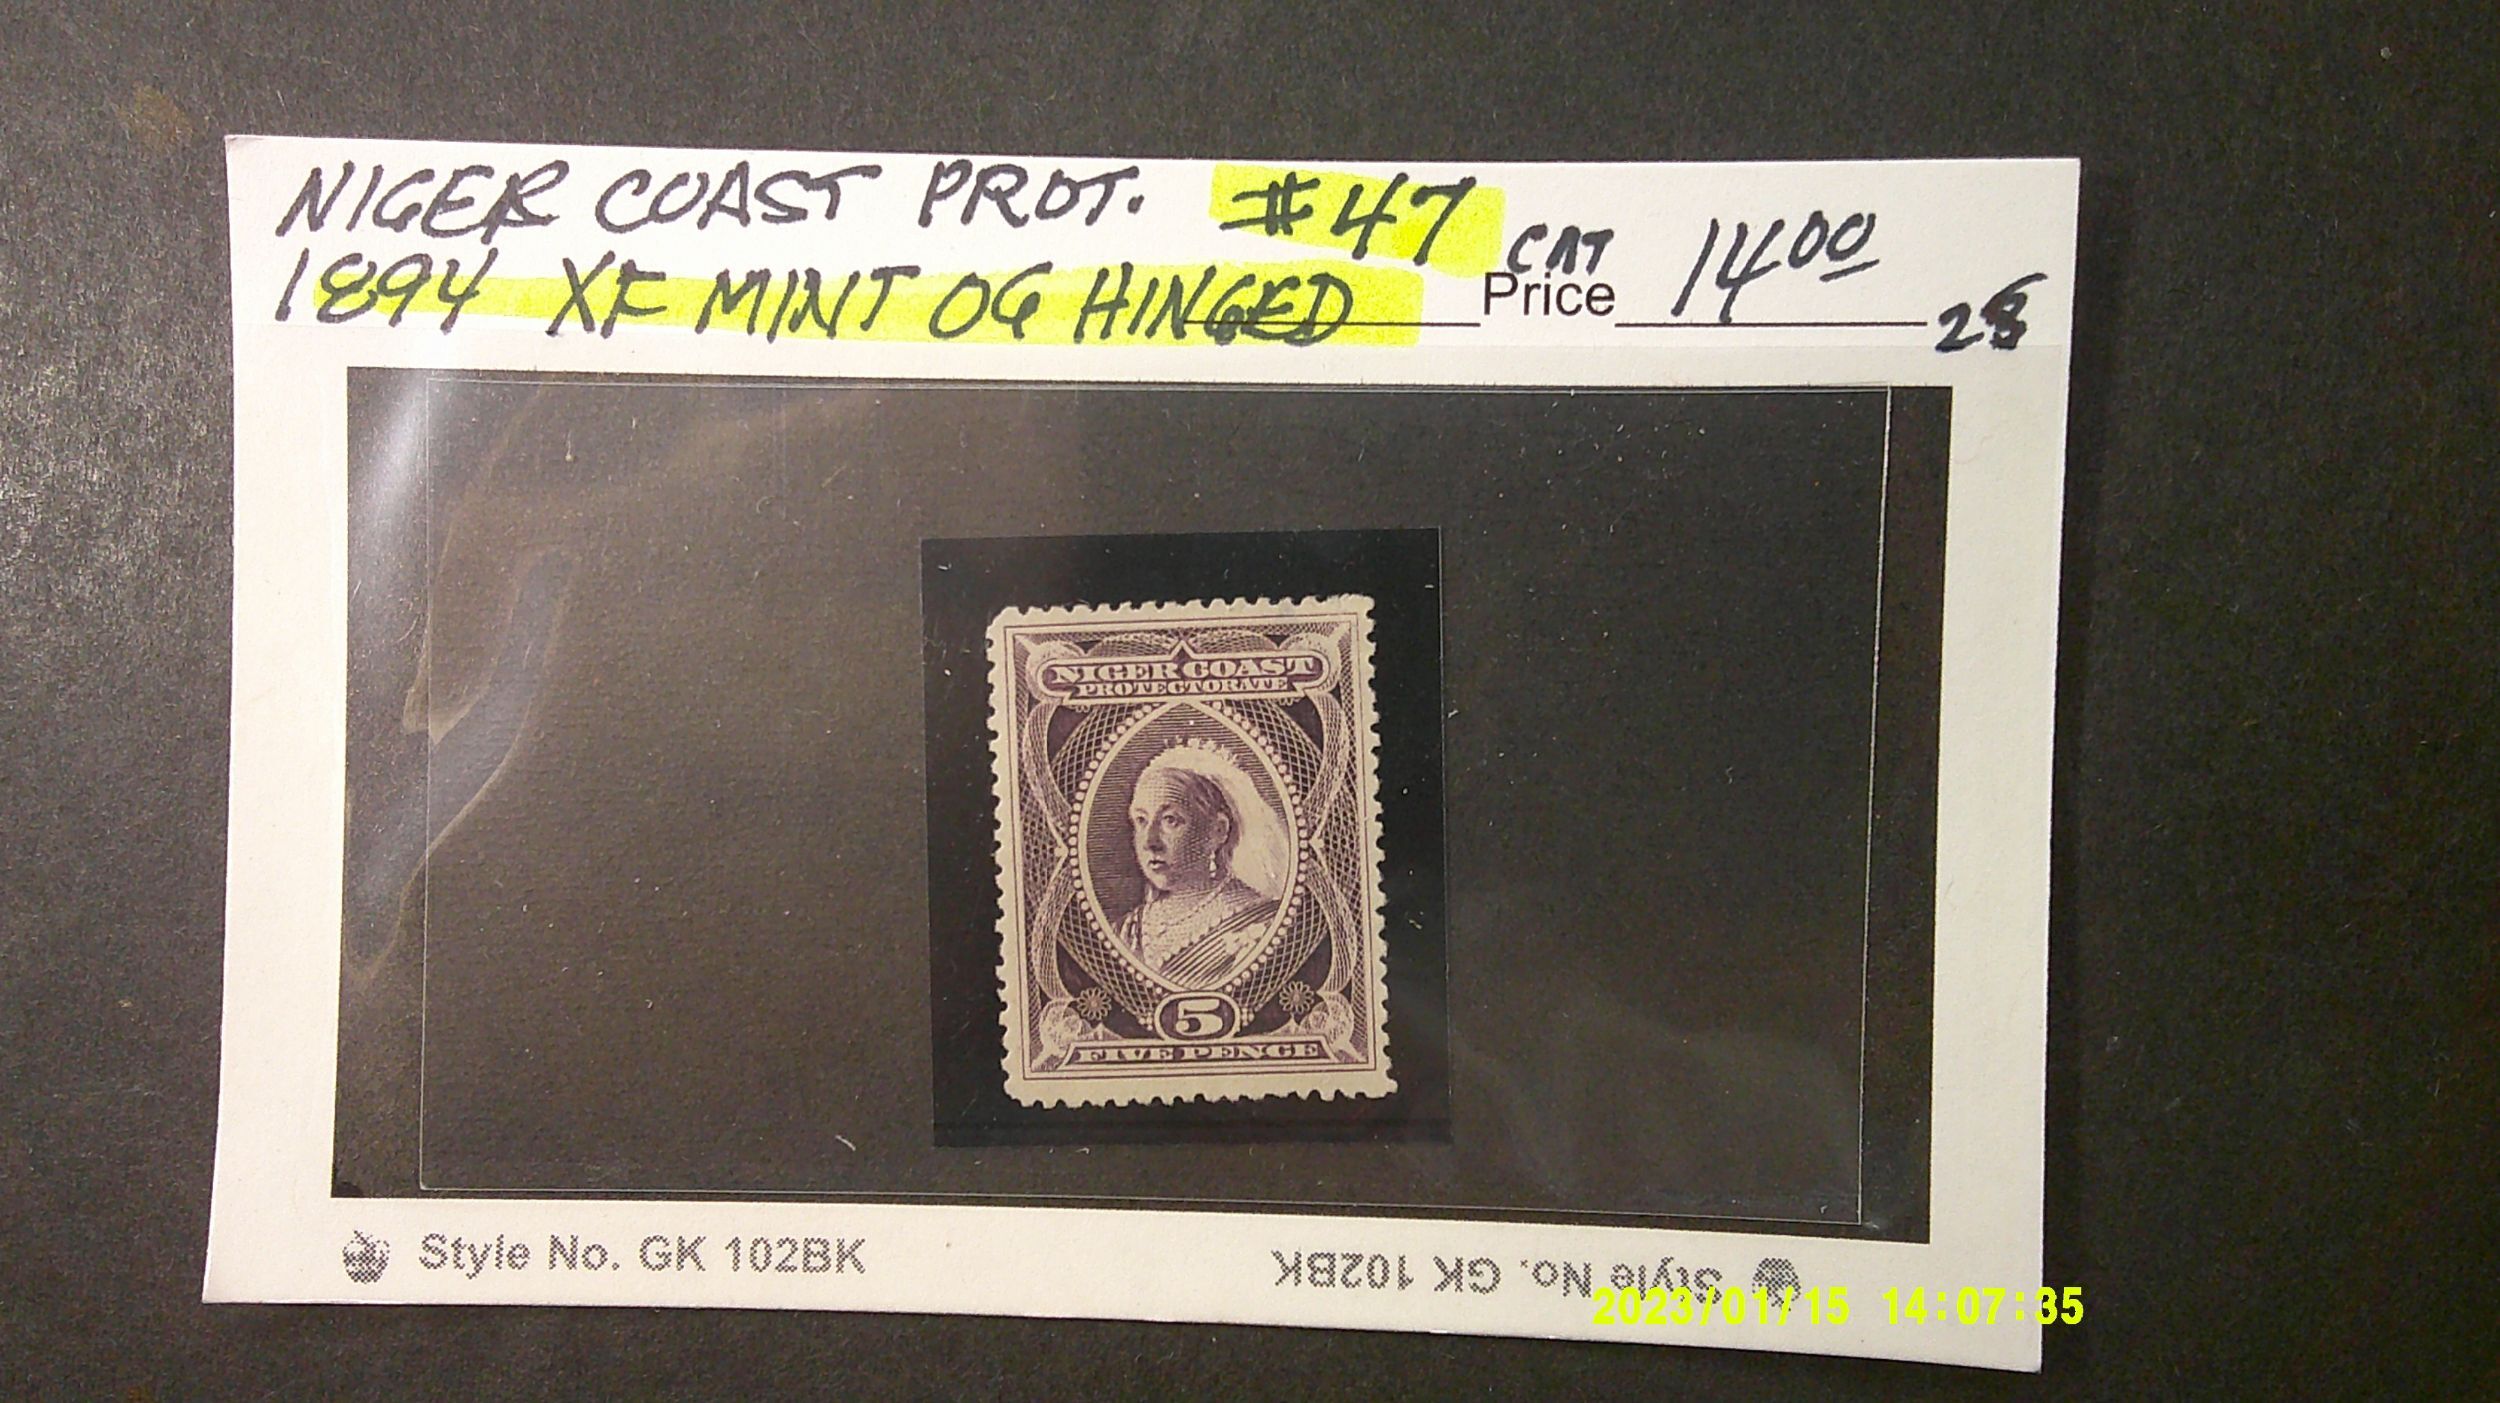 NIGER COAST PROT. #47
1894 XF MINT OG HINGED
CAT
Price 14.00
NIGER COAST
PROTECTORATE
5
FIVE PENCE
Style No. GK 102BK
Style No. GK 102BK
2023/01/15 14:07:35